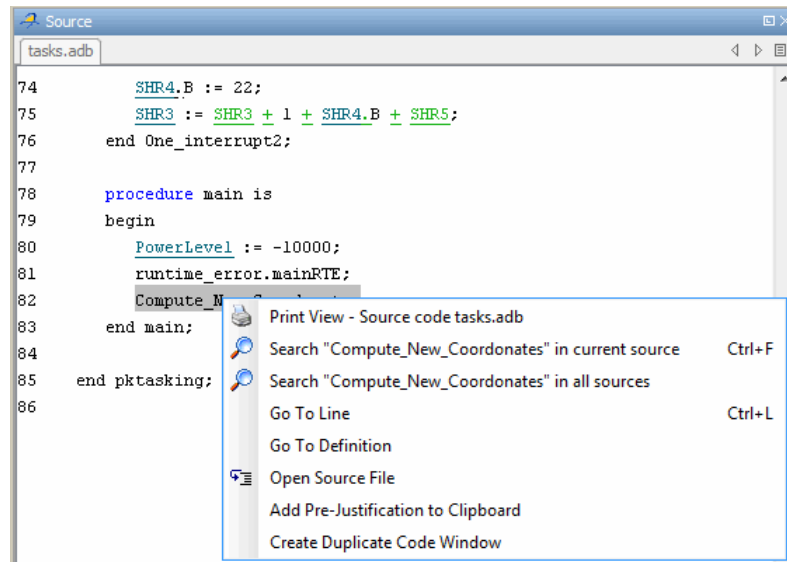 Source
tasks.adb
74 SHR4.B := 22;
75 SHR3 := SHR3 + 1 + SHR4.B + SHR5;
76 end One_interrupt2;
77
78 procedure main is
79 begin
80 PowerLevel := -10000;
81 runtime_error.mainRTE;
82 Compute_N
83 end main;
84
85 end pktasking;
86
Print View - Source code tasks.adb
Search "Compute_New_Coordonates" in current source Ctrl+F
Search "Compute_New_Coordonates" in all sources
Go To Line Ctrl+L
Go To Definition
Open Source File
Add Pre-Justification to Clipboard
Create Duplicate Code Window